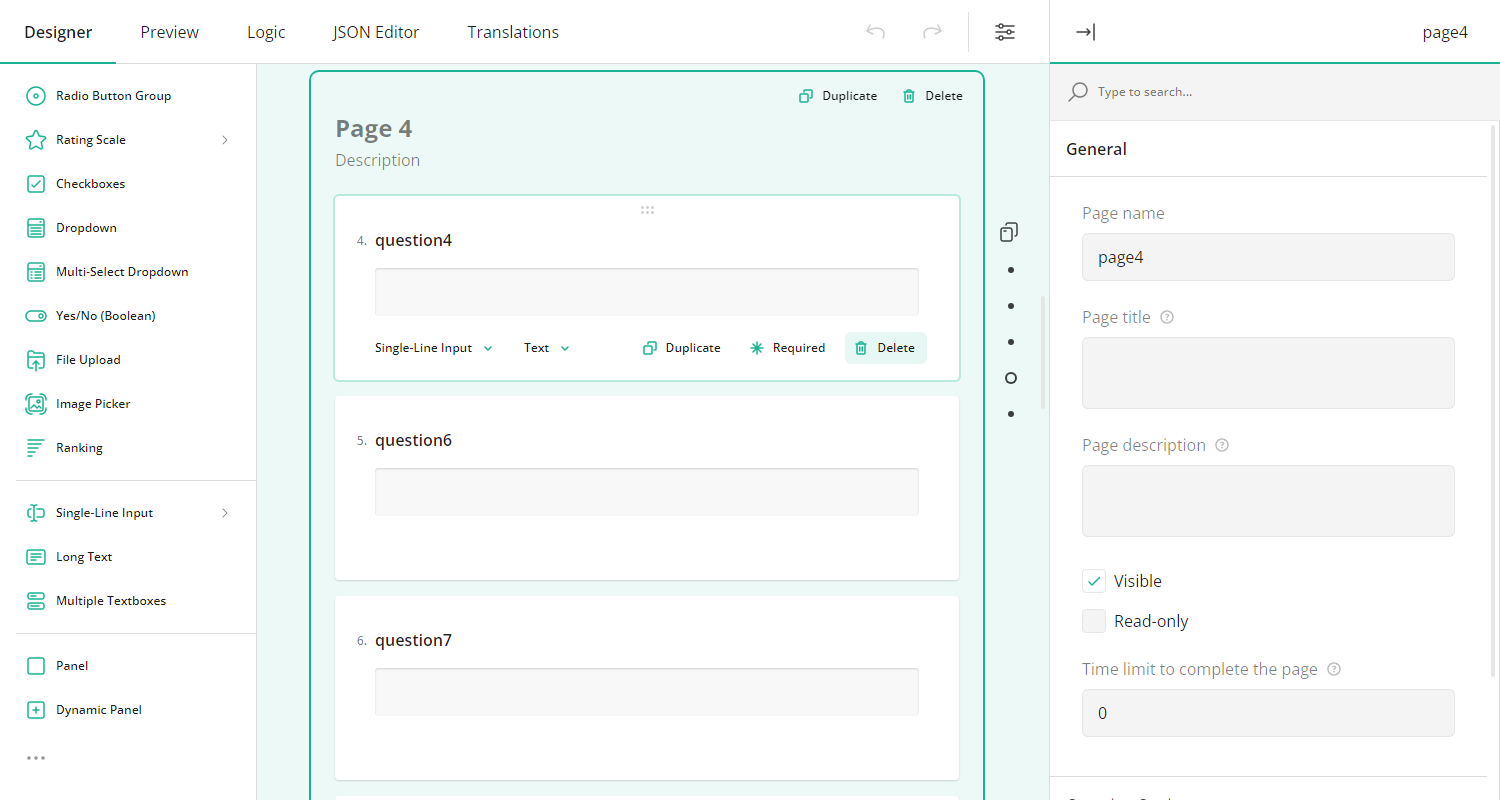 Designer
Preview
Logic
JSON Editor
Translations
page4
Radio Button Group
Rating Scale
Checkboxes
Dropdown
Multi-Select Dropdown
Yes/No (Boolean)
File Upload
Image Picker
Ranking
Single-Line Input
Long Text
Multiple Textboxes
Panel
Dynamic Panel
Duplicate
Delete
Page 4
Description
4. question4
Single-Line Input
Text
Duplicate
Required
Delete
5. question6
6. question7
Type to search...
General
Page name
page4
Page title
Page description
Visible
Read-only
Time limit to complete the page
0